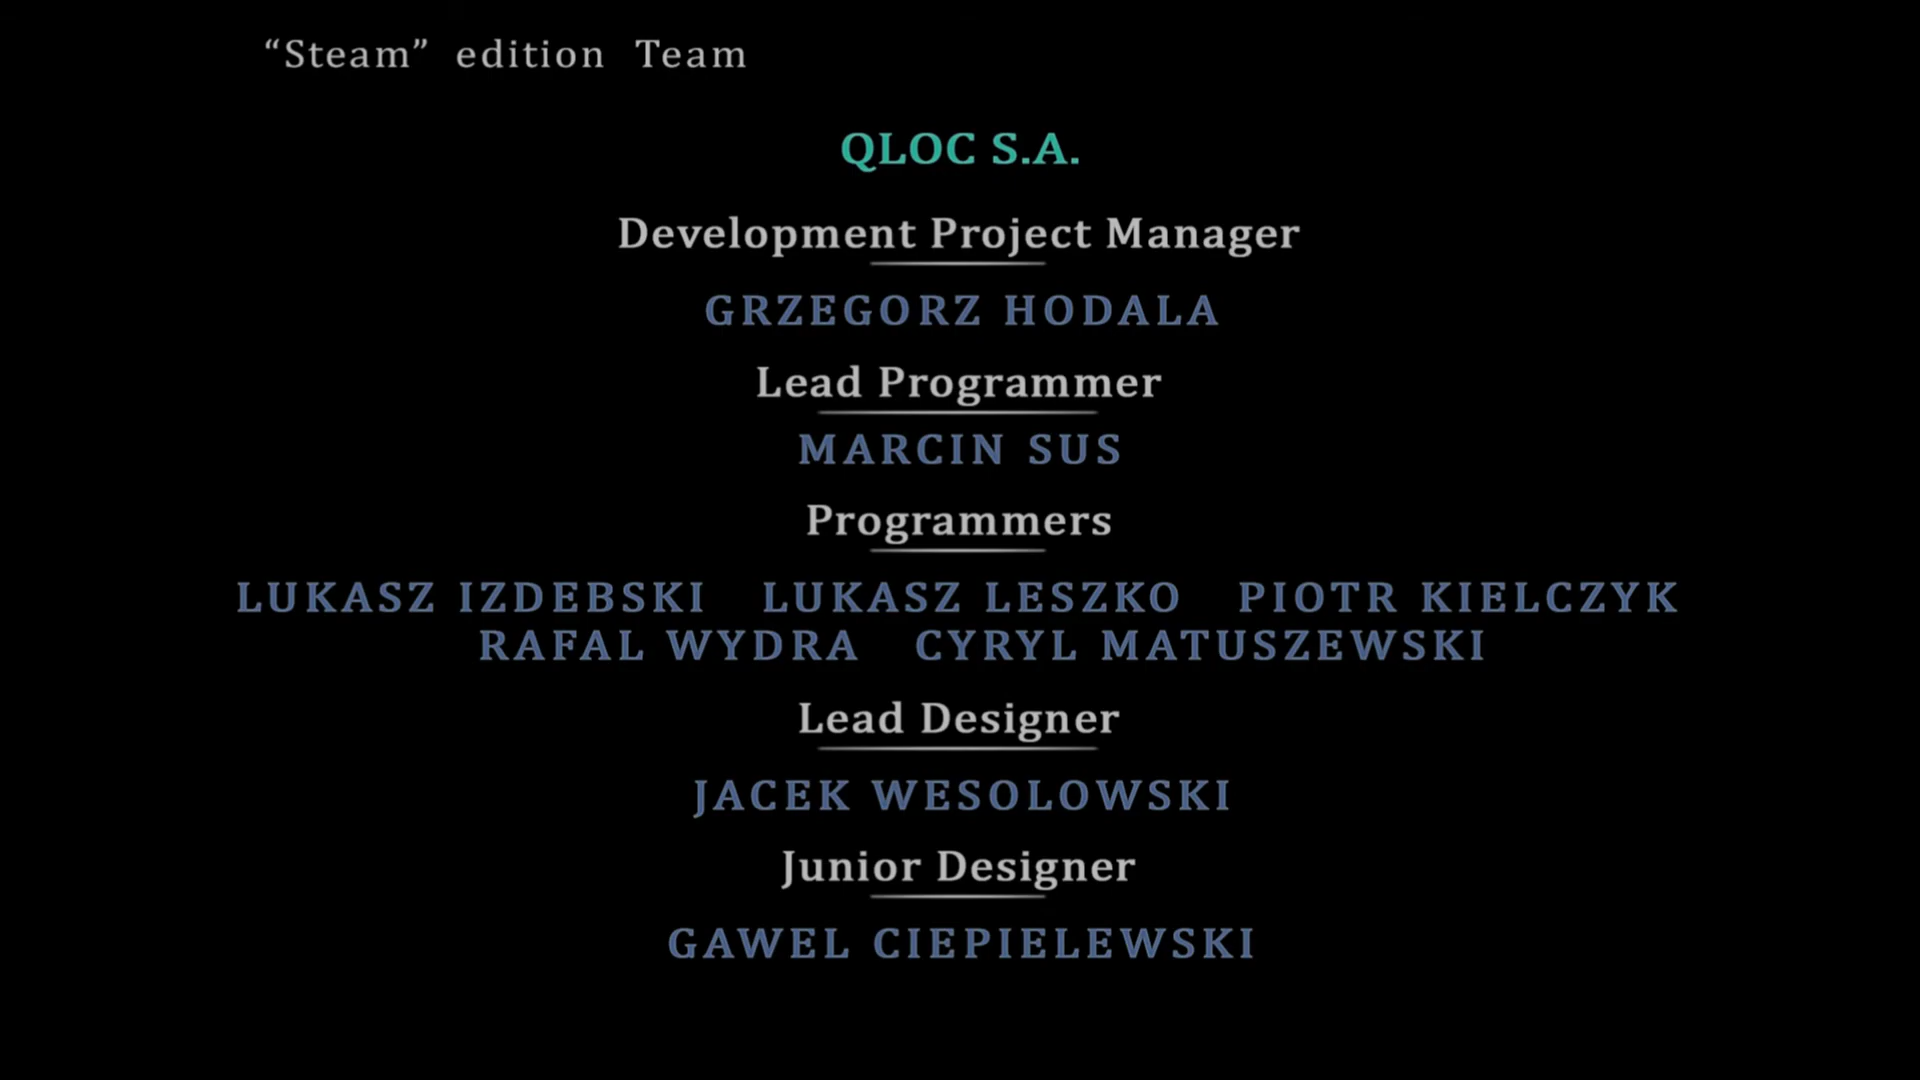 “Steam” edition Team
QLOC S.A.
Development Project Manager
GRZEGORZ HODALA
Lead Programmer
MARCIN SUS
Programmers
LUKASZ IZDEBSKI LUKASZ LESZKO PIOTR KIELCZYK
RAFAL WYDRA CYRYL MATUSZEWSKI
Lead Designer
JACEK WESOLOWSKI
Junior Designer
GAWEL CIEPIELEWSKI